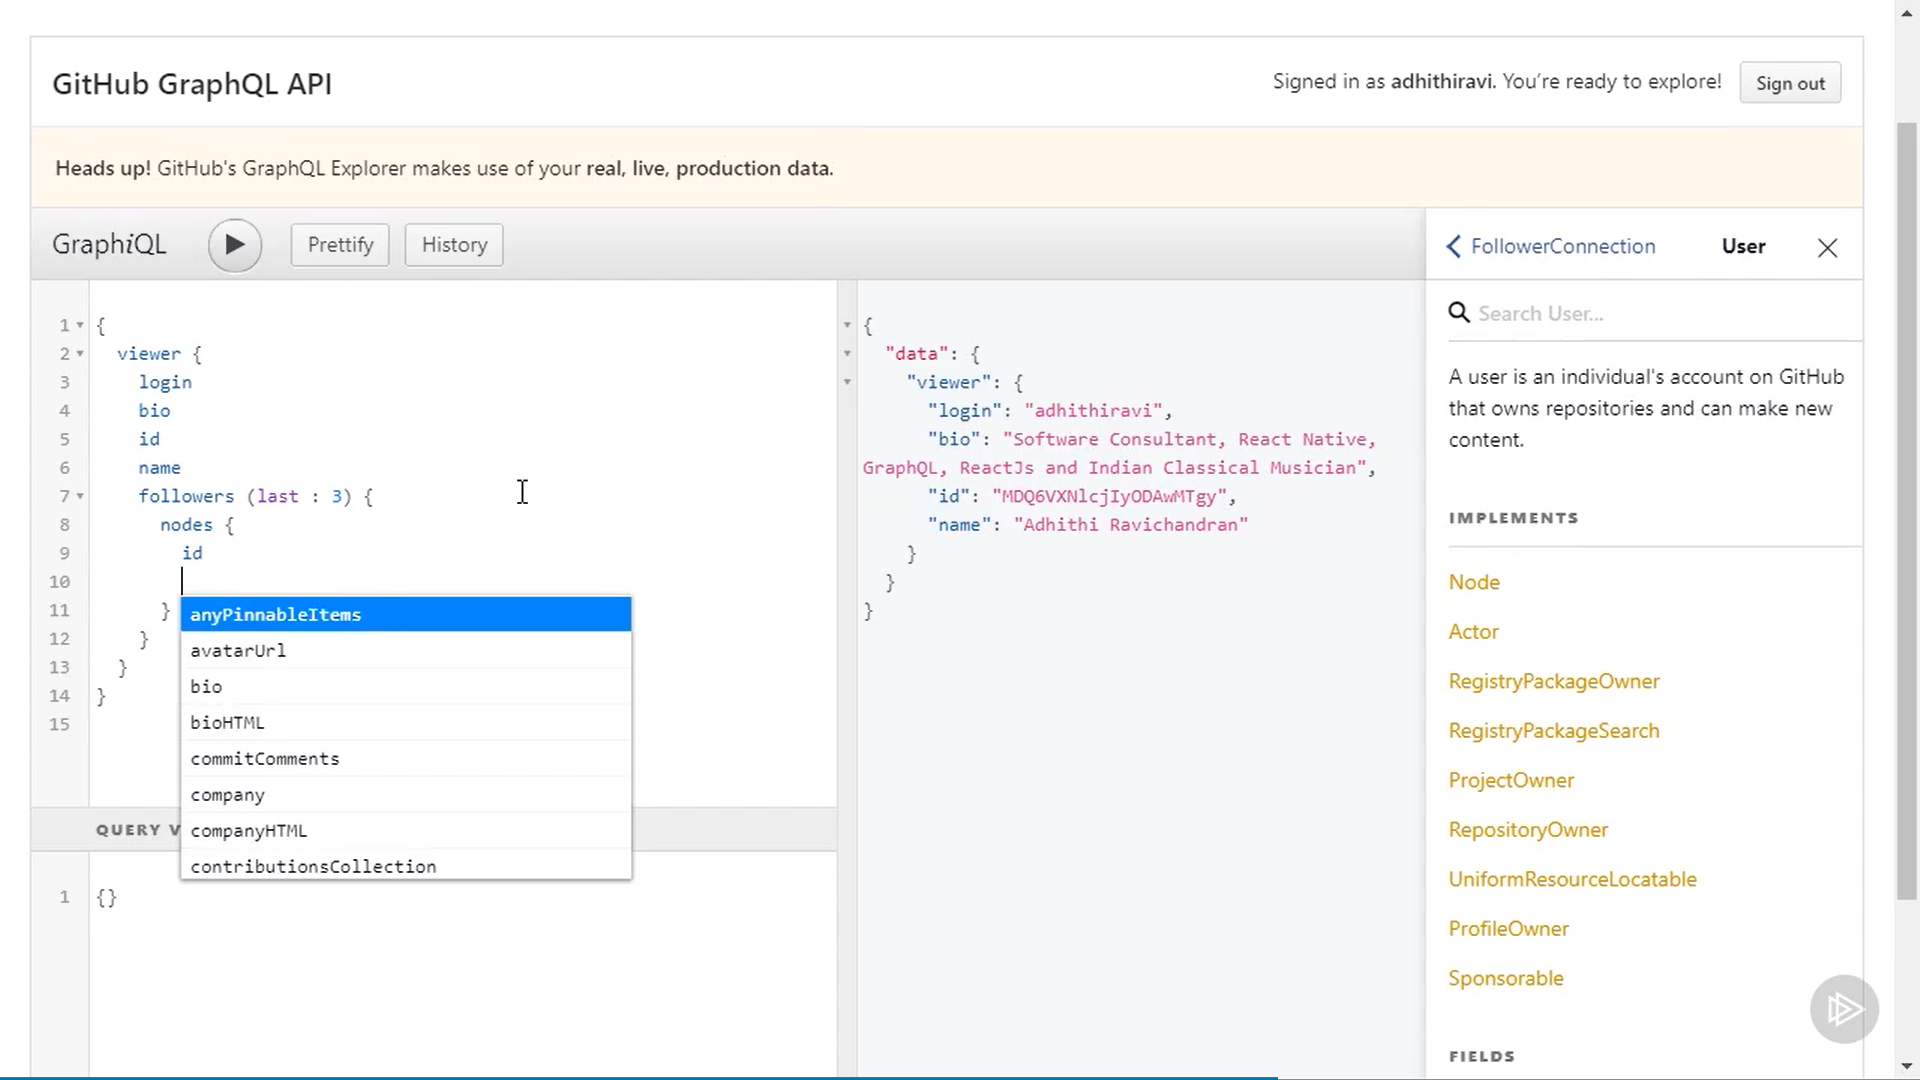 GitHub GraphQL API
Signed in as adhithiravi. You're ready to explore!
Sign out
Heads up! GitHub's GraphQL Explorer makes use of your real, live, production data.
GraphiQL
Prettify
History
1 {
2 viewer {
3 login
4 bio
5 id
6 name
7 followers (last : 3) {
8 nodes {
9 id
10
11 }
12 }
13 }
14 }
15
anyPinnableItems
avatarUrl
bio
bioHTML
commitComments
company
companyHTML
contributionsCollection
QUERY V
1 {}
{
"data": {
"viewer": {
"login": "adhithiravi",
"bio": "Software Consultant, React Native,
GraphQL, ReactJs and Indian Classical Musician",
"id": "MDQ6VXNlcjIyODAwMTgy",
"name": "Adhithi Ravichandran"
}
}
}
FollowerConnection
User
Search User...
A user is an individual's account on GitHub
that owns repositories and can make new
content.
IMPLEMENTS
Node
Actor
RegistryPackageOwner
RegistryPackageSearch
ProjectOwner
RepositoryOwner
UniformResourceLocatable
ProfileOwner
Sponsorable
FIELDS